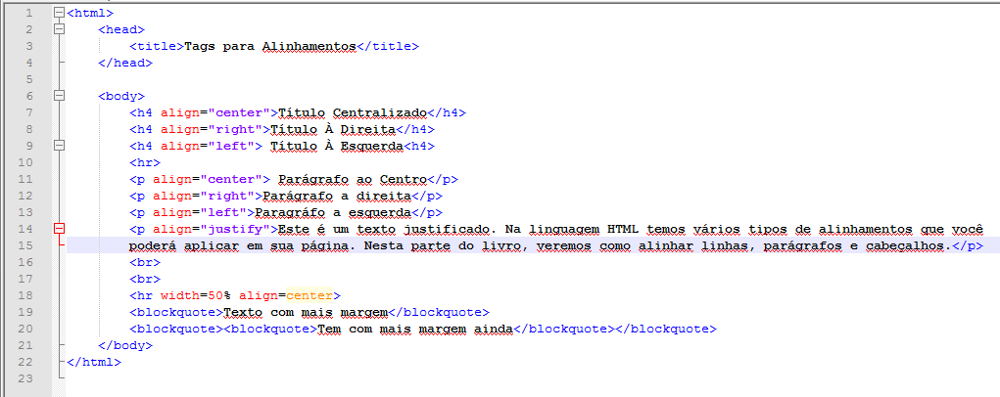 1 <html>
2 <head>
3 <title>Tags para Alinhamentos</title>
4 </head>
5
6 <body>
7 <h4 align="center">Título Centralizado</h4>
8 <h4 align="right">Título À Direita</h4>
9 <h4 align="left"> Título À Esquerda<h4>
10 <hr>
11 <p align="center"> Parágrafo ao Centro</p>
12 <p align="right">Parágrafo a direita</p>
13 <p align="left">Paragráfo a esquerda</p>
14 <p align="justify">Este é um texto justificado. Na linguagem HTML temos vários tipos de alinhamentos que você
15 poderá aplicar em sua página. Nesta parte do livro, veremos como alinhar linhas, parágrafos e cabeçalhos.</p>
16 <br>
17 <br>
18 <hr width=50% align=center>
19 <blockquote>Texto com mais margem</blockquote>
20 <blockquote><blockquote>Tem com mais margem ainda</blockquote></blockquote>
21 </body>
22 </html>
23